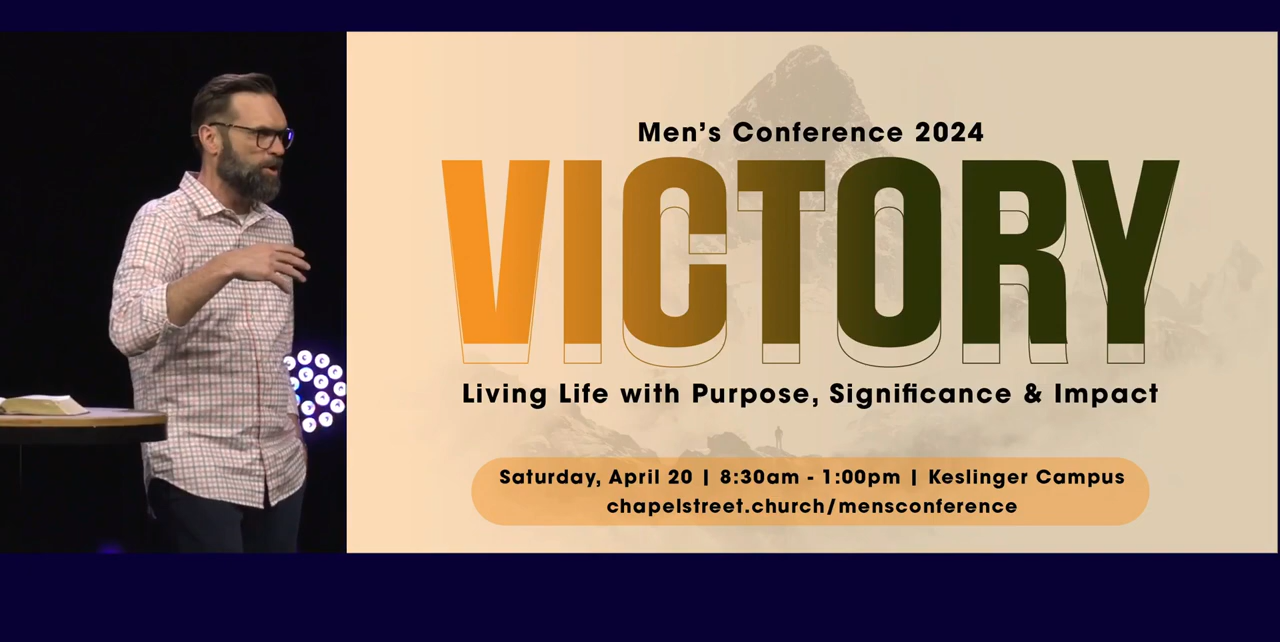 Men's Conference 2024
VICTORY
Living Life with Purpose, Significance & Impact
Saturday, April 20 | 8:30am - 1:00pm | Keslinger Campus
chapelstreet.church/mensconference